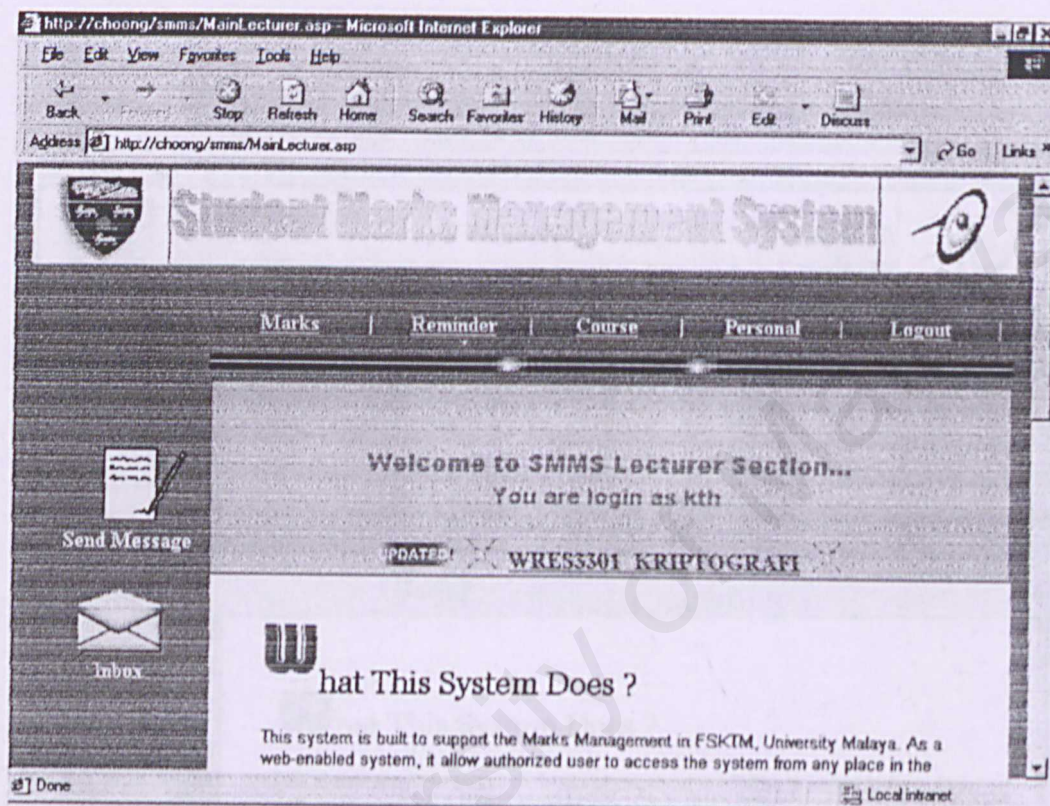 http://choong/smms/MainLecturer.asp - Microsoft Internet Explorer
File Edit View Favorites Tools Help
Back Forward Stop Refresh Home Search Favorites History Mail Print Edit Discuss
Address http://choong/smms/MainLecturer.asp Go Links »
Student Marks Management System
Marks | Reminder | Course | Personal | Logout |
Welcome to SMMS Lecturer Section...
You are login as kth
Send Message
UPDATED! WRES3301 KRIPTOGRAFI
Inbox
What This System Does ?
This system is built to support the Marks Management in FSKTM, University Malaya. As a
web-enabled system, it allow authorized user to access the system from any place in the
Done Local intranet